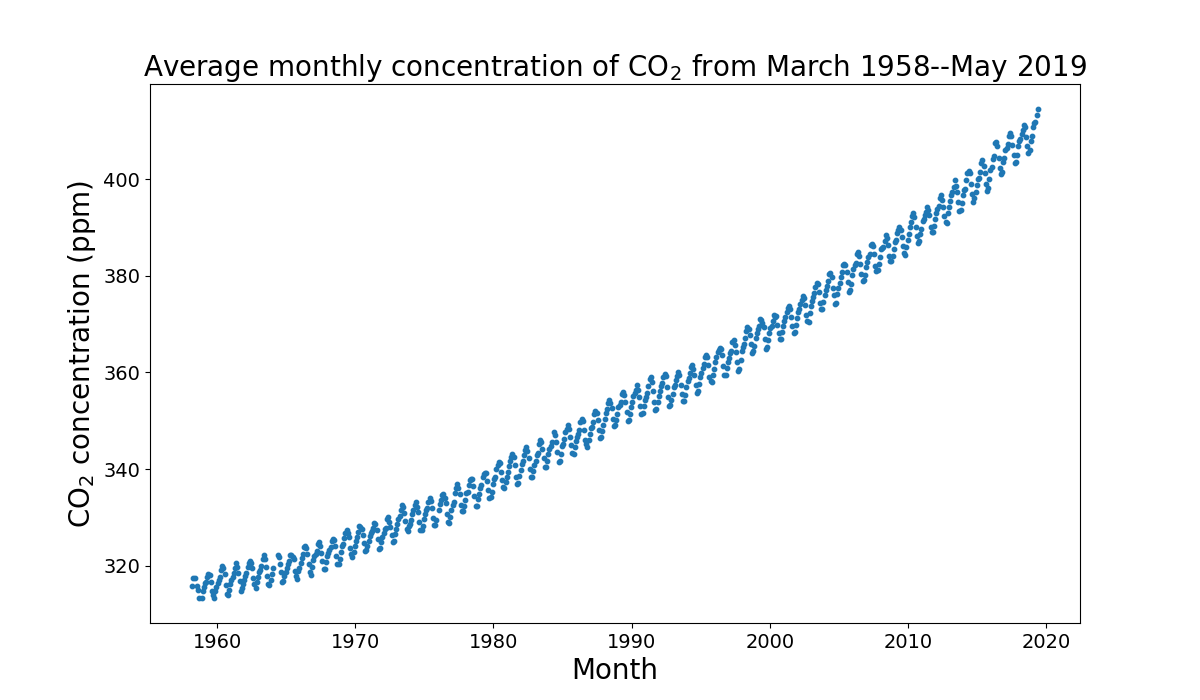 Average monthly concentration of CO₂ from March 1958--May 2019
CO₂ concentration (ppm)
400
380
360
340
320
1960 1970 1980 1990 2000 2010 2020
Month